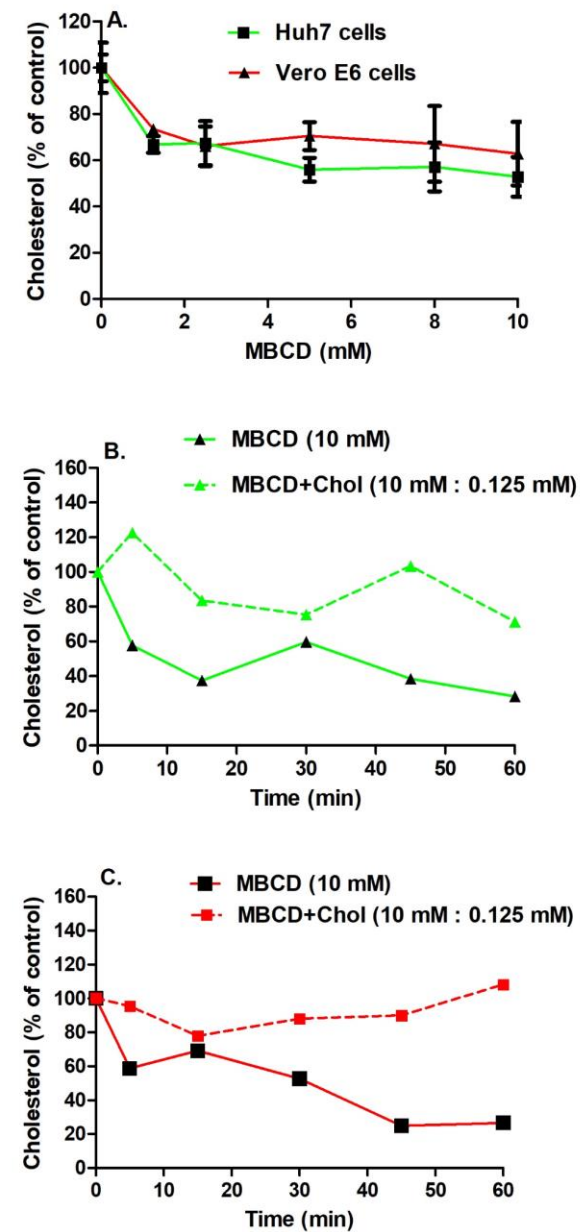 A.
Huh7 cells
Vero E6 cells
Cholesterol (% of control)
120
100
80
60
40
20
0
0 2 4 6 8 10
MBCD (mM)
B.
MBCD (10 mM)
MBCD+Chol (10 mM : 0.125 mM)
Cholesterol (% of control)
160
140
120
100
80
60
40
20
0
0 10 20 30 40 50 60
Time (min)
C.
MBCD (10 mM)
MBCD+Chol (10 mM : 0.125 mM)
Cholesterol (% of control)
160
140
120
100
80
60
40
20
0
0 10 20 30 40 50 60
Time (min)